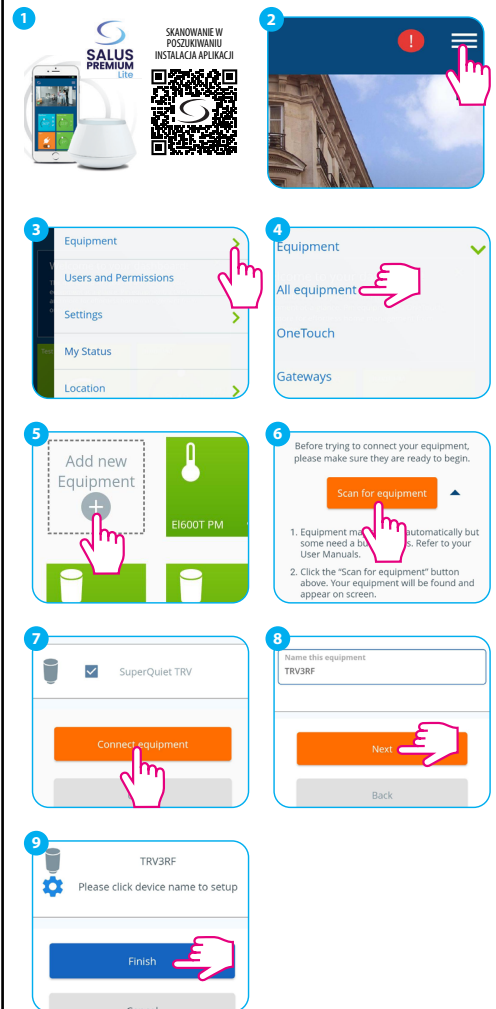 1
SALUS
PREMIUM
Lite
SKANOWANIE W
POSZUKIWANIU
INSTALACJA APLIKACJI
2
!
3
Equipment
Users and Permissions
Settings
My Status
Location
4
Equipment
All equipment
OneTouch
Gateways
5
Add new
Equipment
EI600T PM
6
Before trying to connect your equipment,
please make sure they are ready to begin.
Scan for equipment
1. Equipment ma automatically but
some need a bu s. Refer to your
User Manuals.
2. Click the "Scan for equipment" button
above. Your equipment will be found and
appear on screen.
7
SuperQuiet TRV
Connect equipment
8
Name this equipment
TRV3RF
Next
Back
9
TRV3RF
Please click device name to setup
Finish